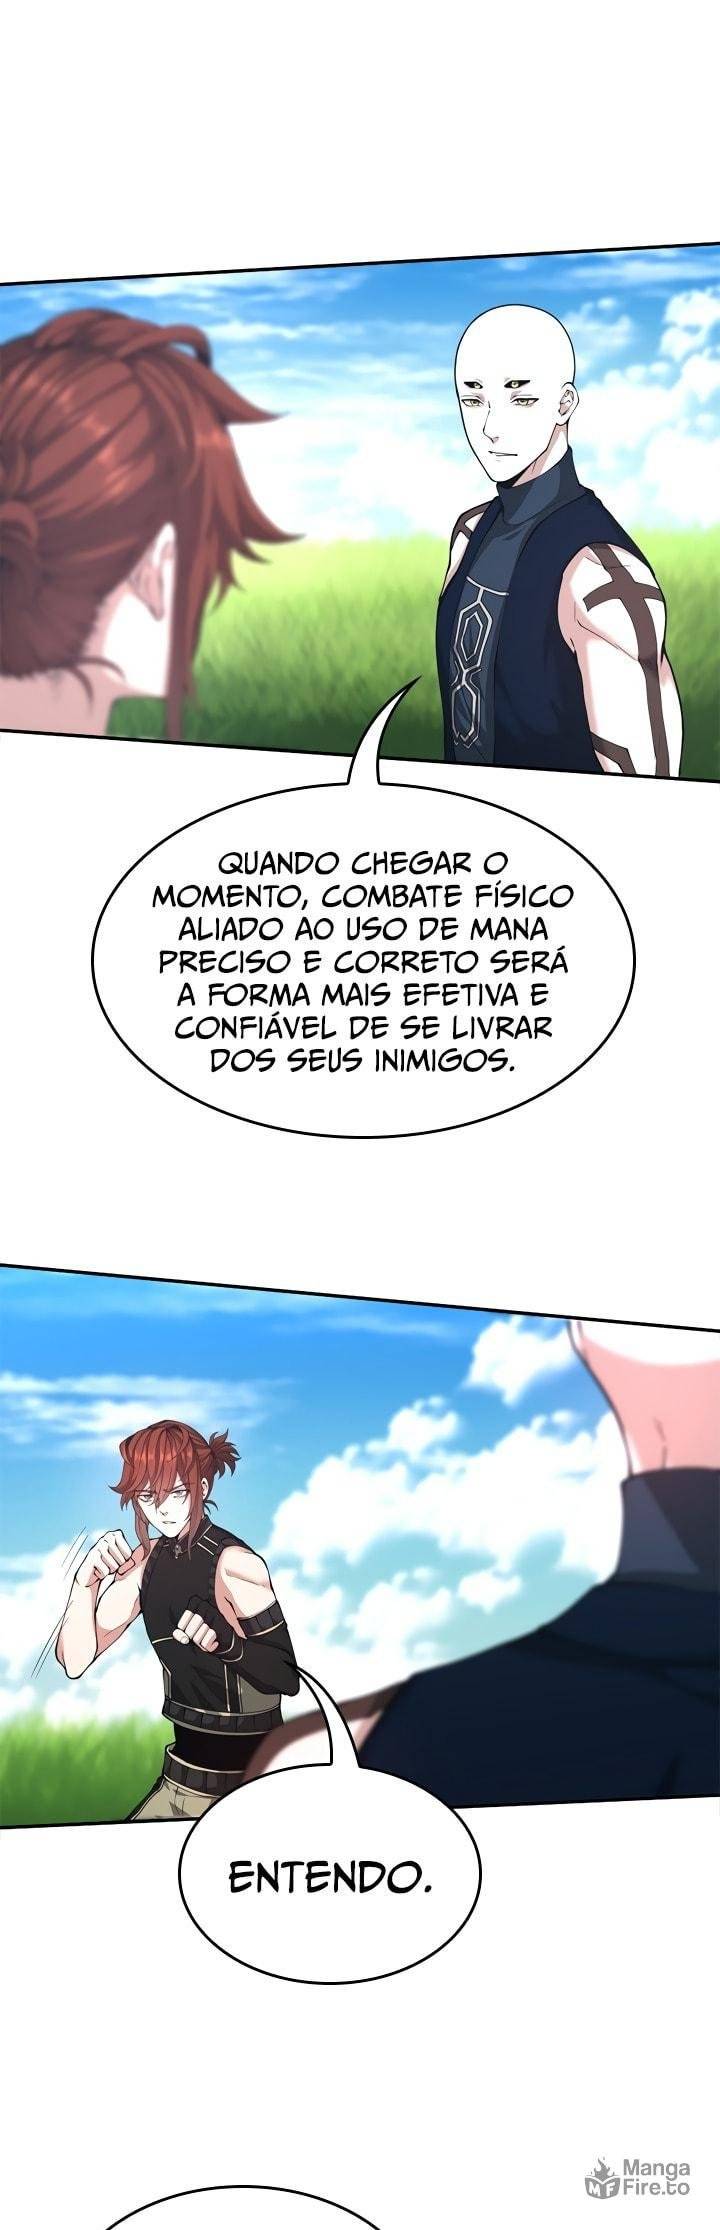 QUANDO CHEGAR O
MOMENTO, COMBATE FÍSICO
ALIADO AO USO DE MANA
PRECISO E CORRETO SERÁ
A FORMA MAIS EFETIVA E
CONFIÁVEL DE SE LIVRAR
DOS SEUS INIMIGOS.
ENTENDO.
Manga
Fire.to